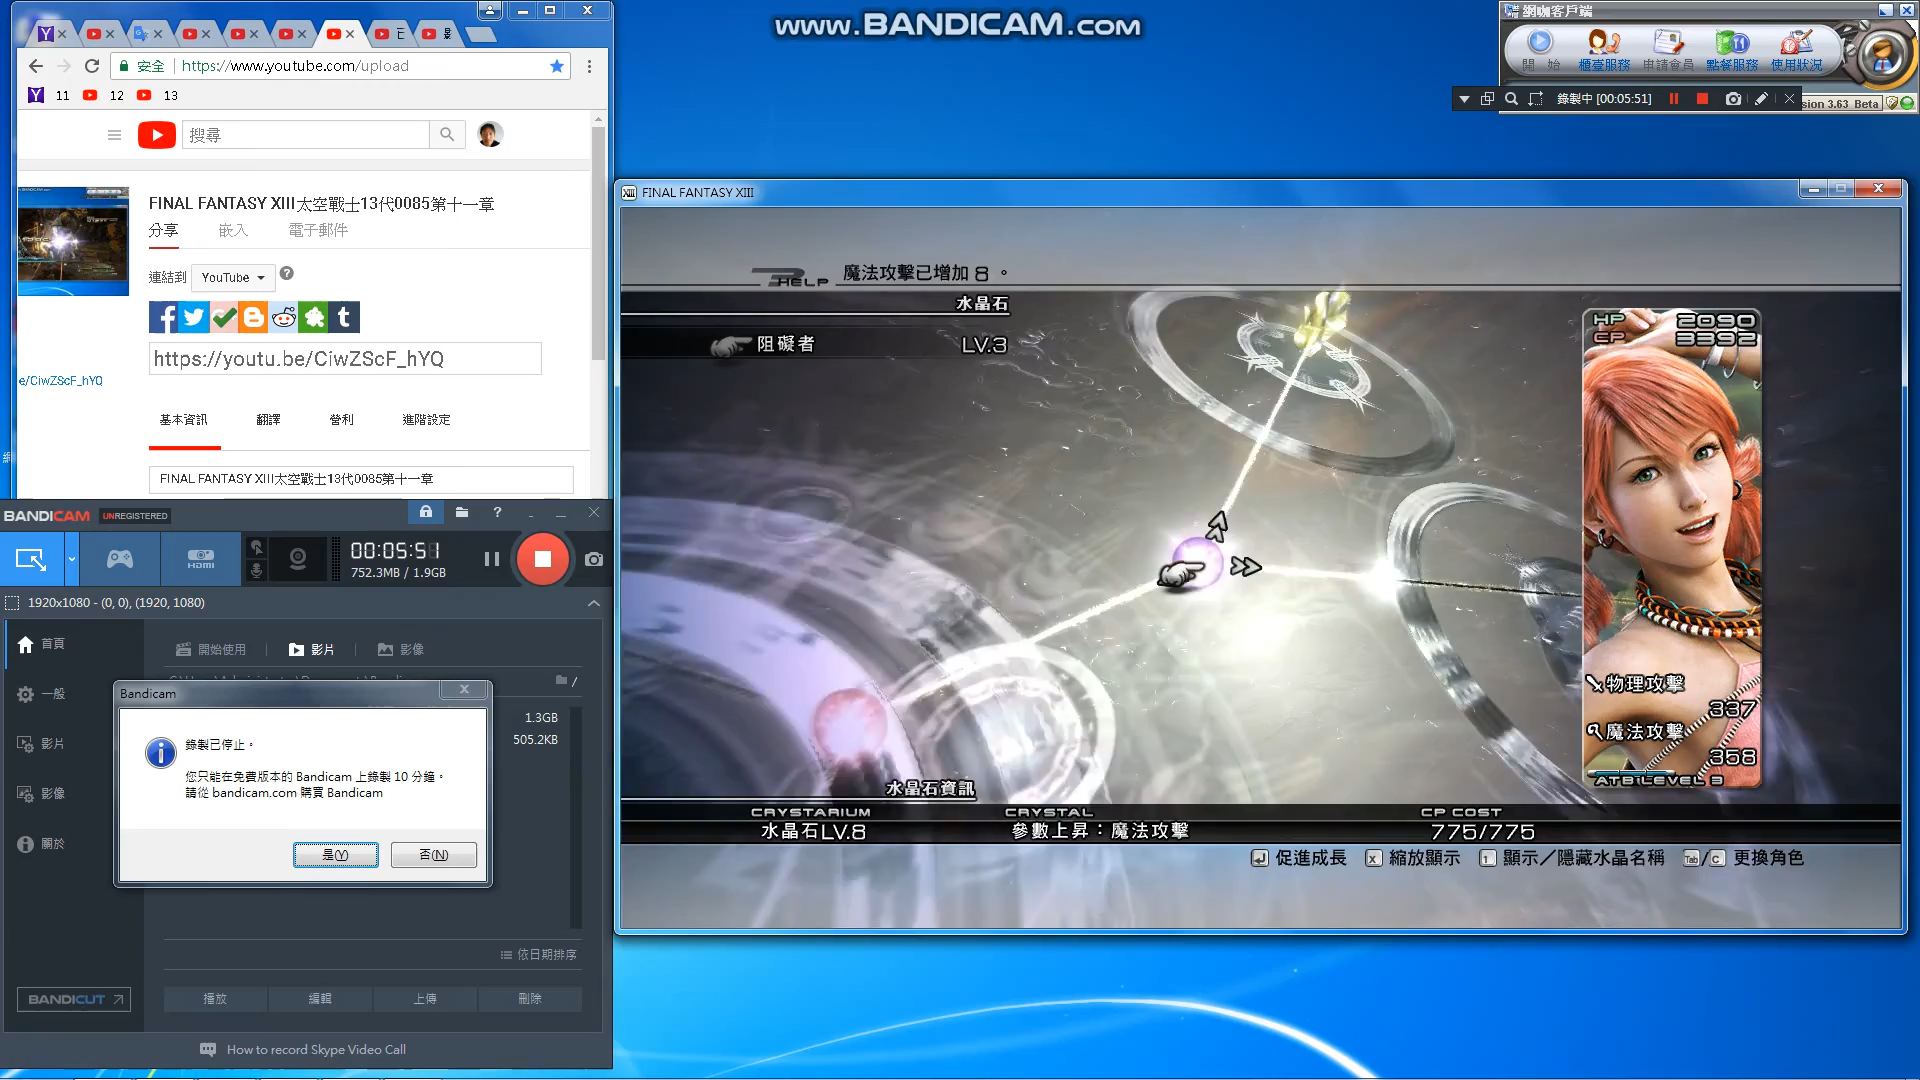 www.BANDICAM.com
網咖客戶端
開 始
櫃臺服務
申請會員
點餐服務
使用狀況
錄製中 [00:05:51]
sion 3.63 Beta
安全
https://www.youtube.com/upload
11
12
13
搜尋
FINAL FANTASY XIII太空戰士13代0085第十一章
分享
嵌入
電子郵件
連結到
YouTube
https://youtu.be/CiwZScF_hYQ
e/CiwZScF_hYQ
基本資訊
翻譯
營利
進階設定
FINAL FANTASY XIII太空戰士13代0085第十一章
BANDICAM
UNREGISTERED
HDMI
00:05:51
752.3MB / 1.9GB
1920x1080 - (0, 0), (1920, 1080)
首頁
一般
影片
影像
關於
開始使用
影片
影像
1.3GB
505.2KB
Bandicam
錄製已停止。
您只能在免費版本的 Bandicam 上錄製 10 分鐘。
請從 bandicam.com 購買 Bandicam
是(Y)
否(N)
依日期排序
BANDICUT
播放
編輯
上傳
刪除
How to record Skype Video Call
FINAL FANTASY XIII
HELP
魔法攻擊已增加 8 。
水晶石
阻礙者
LV.3
HP 2090
CP 3392
物理攻擊
337
魔法攻擊
358
ATB LEVEL 3
水晶石資訊
CRYSTARIUM
水晶石LV.8
CRYSTAL
參數上昇：魔法攻擊
CP COST
775/775
促進成長
X 縮放顯示
1 顯示／隱藏水晶名稱
Tab/C 更換角色